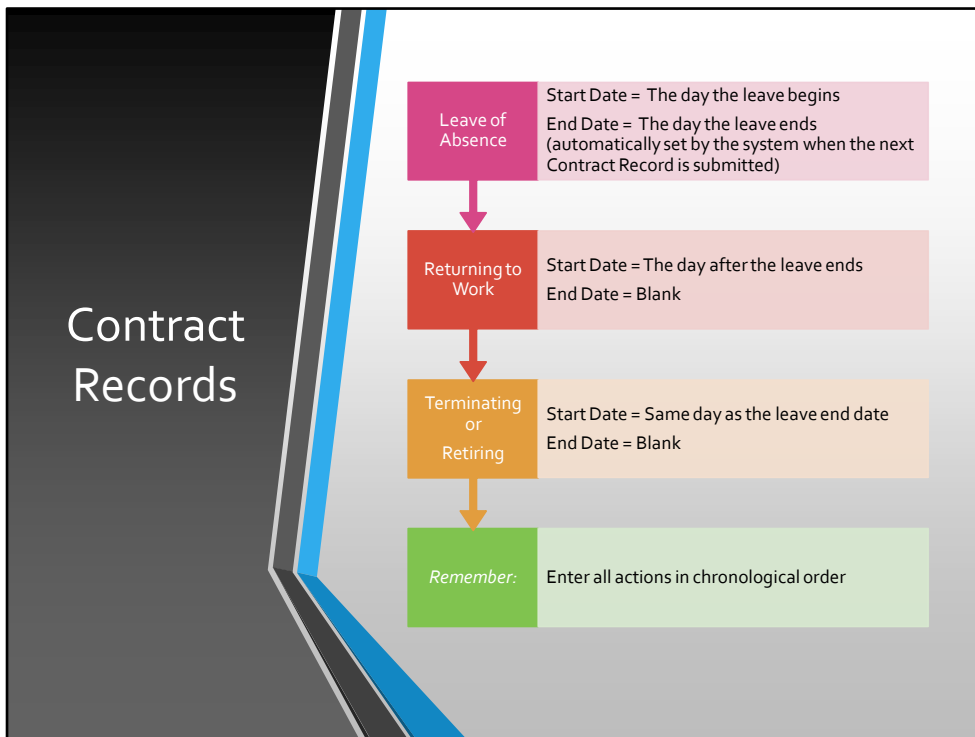 Contract
Records
Leave of
Absence
Start Date = The day the leave begins
End Date = The day the leave ends
(automatically set by the system when the next
Contract Record is submitted)
Returning to
Work
Start Date = The day after the leave ends
End Date = Blank
Terminating
or
Retiring
Start Date = Same day as the leave end date
End Date = Blank
Remember:
Enter all actions in chronological order